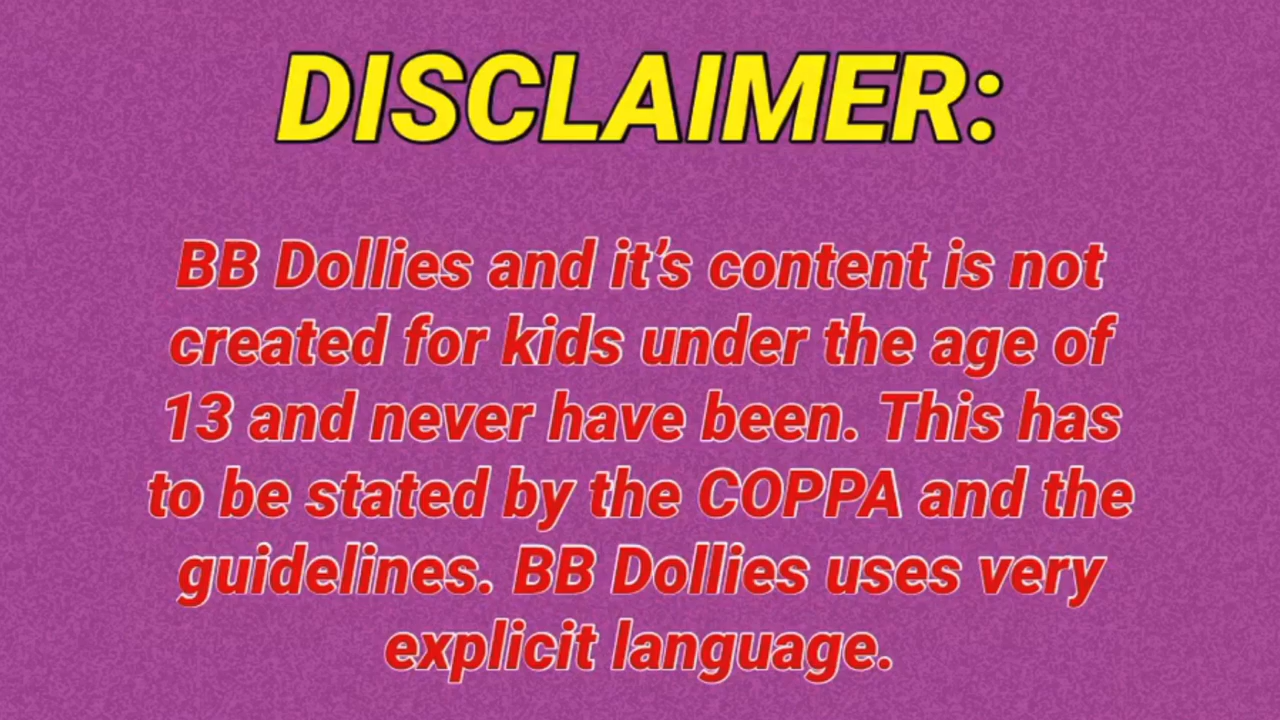 DISCLAIMER:
BB Dollies and it’s content is not
created for kids under the age of
13 and never have been. This has
to be stated by the COPPA and the
guidelines. BB Dollies uses very
explicit language.